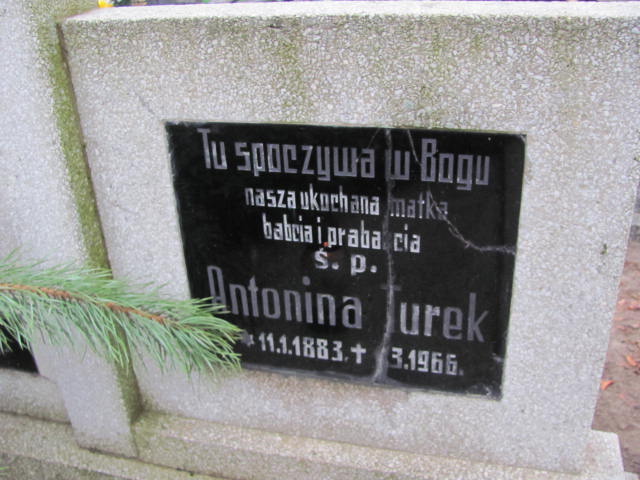 Tu spoczywa w Bogu
nasza ukochana matka
babcia i prababcia
ś. p.
Antonina Turek
* 11.1.1883. + 3.1966.